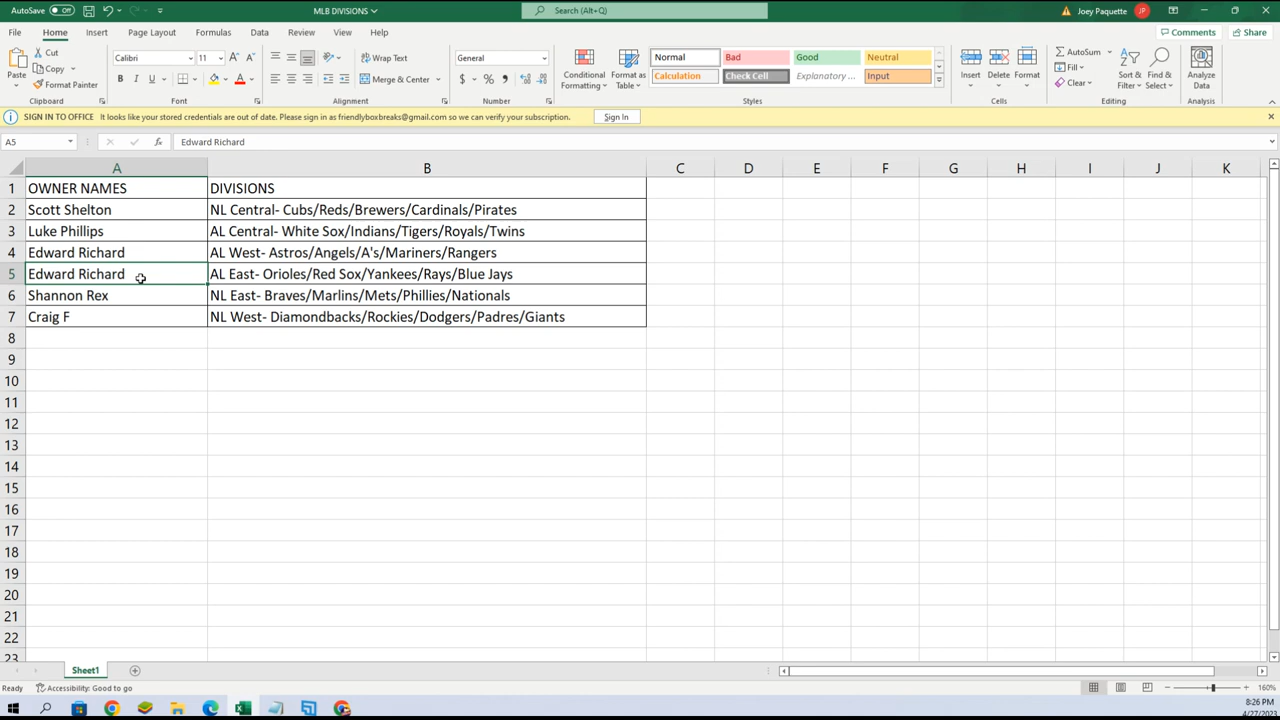 AutoSave Off MLB DIVISIONS Search (Alt+Q) Joey Paquette JP
File Home Insert Page Layout Formulas Data Review View Help Comments Share
Paste Cut Copy Format Painter Clipboard
Calibri 11 A A B I U A Font
Wrap Text Merge & Center Alignment
General $ % , Number
Conditional Formatting Format as Table
Normal Bad Good Neutral
Calculation Check Cell Explanatory ... Input
Styles
Insert Delete Format Cells
AutoSum Fill Clear Sort & Filter Find & Select Editing
Analyze Data Analysis
SIGN IN TO OFFICE It looks like your stored credentials are out of date. Please sign in as friendlyboxbreaks@gmail.com so we can verify your subscription. Sign In
A5 fx Edward Richard
A B C D E F G H I J K
1 OWNER NAMES DIVISIONS
2 Scott Shelton NL Central- Cubs/Reds/Brewers/Cardinals/Pirates
3 Luke Phillips AL Central- White Sox/Indians/Tigers/Royals/Twins
4 Edward Richard AL West- Astros/Angels/A's/Mariners/Rangers
5 Edward Richard AL East- Orioles/Red Sox/Yankees/Rays/Blue Jays
6 Shannon Rex NL East- Braves/Marlins/Mets/Phillies/Nationals
7 Craig F NL West- Diamondbacks/Rockies/Dodgers/Padres/Giants
8
9
10
11
12
13
14
15
16
17
18
19
20
21
22
23
Sheet1
Ready Accessibility: Good to go 160%
8:26 PM
4/27/2023